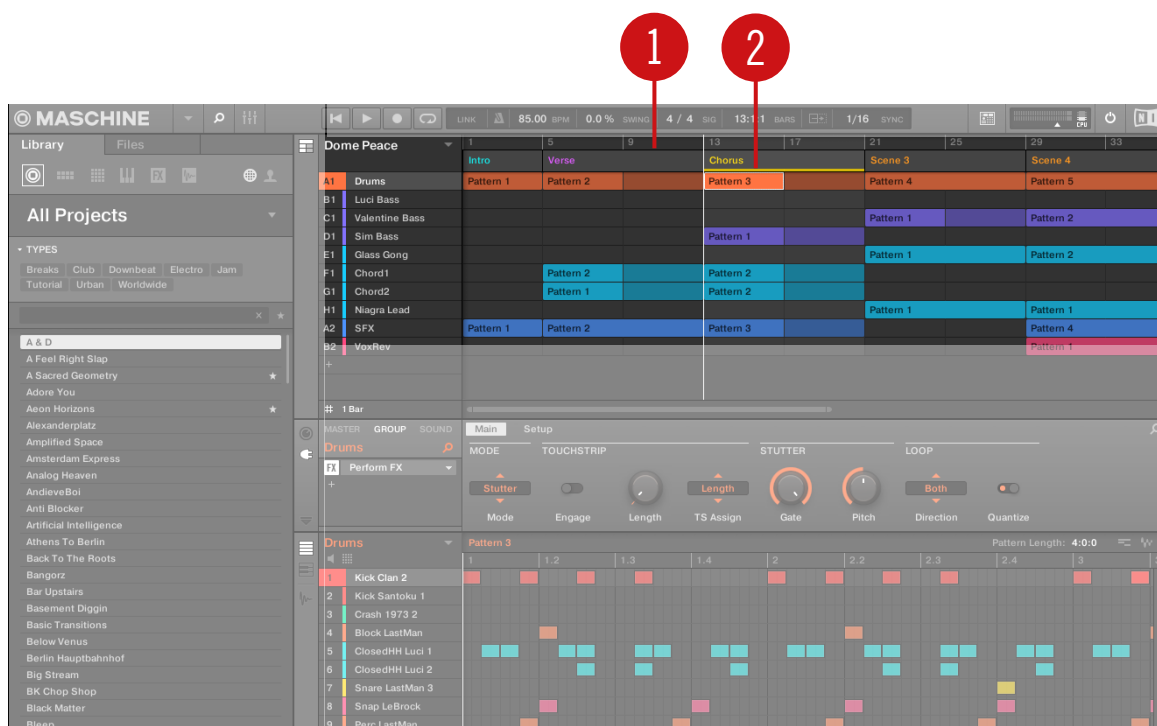 1 2
MASCHINE
LINK 85.00 BPM 0.0 % SWING 4 / 4 SIG 13:1:1 BARS 1/16 SYNC CPU NI
Library Files
All Projects
TYPES
Breaks Club Downbeat Electro Jam
Tutorial Urban Worldwide
A & D
A Feel Right Slap
A Sacred Geometry
Adore You
Aeon Horizons
Alexanderplatz
Amplified Space
Amsterdam Express
Analog Heaven
AndieveBoi
Anti Blocker
Artificial Intelligence
Athens To Berlin
Back To The Roots
Bangorz
Bar Upstairs
Basement Diggin
Basic Transitions
Below Venus
Berlin Hauptbahnhof
Big Stream
BK Chop Shop
Black Matter
Bleep
Dome Peace 1 5 9 13 17 21 25 29 33
Intro Verse Chorus Scene 3 Scene 4
A1 Drums Pattern 1 Pattern 2 Pattern 3 Pattern 4 Pattern 5
B1 Luci Bass
C1 Valentine Bass Pattern 1 Pattern 2
D1 Sim Bass Pattern 1
E1 Glass Gong Pattern 1 Pattern 2
F1 Chord1 Pattern 2 Pattern 2
G1 Chord2 Pattern 1 Pattern 2
H1 Niagra Lead Pattern 1 Pattern 1
A2 SFX Pattern 1 Pattern 2 Pattern 3 Pattern 4
B2 VoxRev Pattern 1
+
# 1 Bar
MASTER GROUP SOUND Main Setup
Drums MODE TOUCHSTRIP STUTTER LOOP
FX Perform FX
+ Stutter Length Both
Mode Engage Length TS Assign Gate Pitch Direction Quantize
Drums Pattern 3 Pattern Length: 4:0:0
1 1.2 1.3 1.4 2 2.2 2.3 2.4 3
1 Kick Clan 2
2 Kick Santoku 1
3 Crash 1973 2
4 Block LastMan
5 ClosedHH Luci 1
6 ClosedHH Luci 2
7 Snare LastMan 3
8 Snap LeBrock
9 Perc LastMan